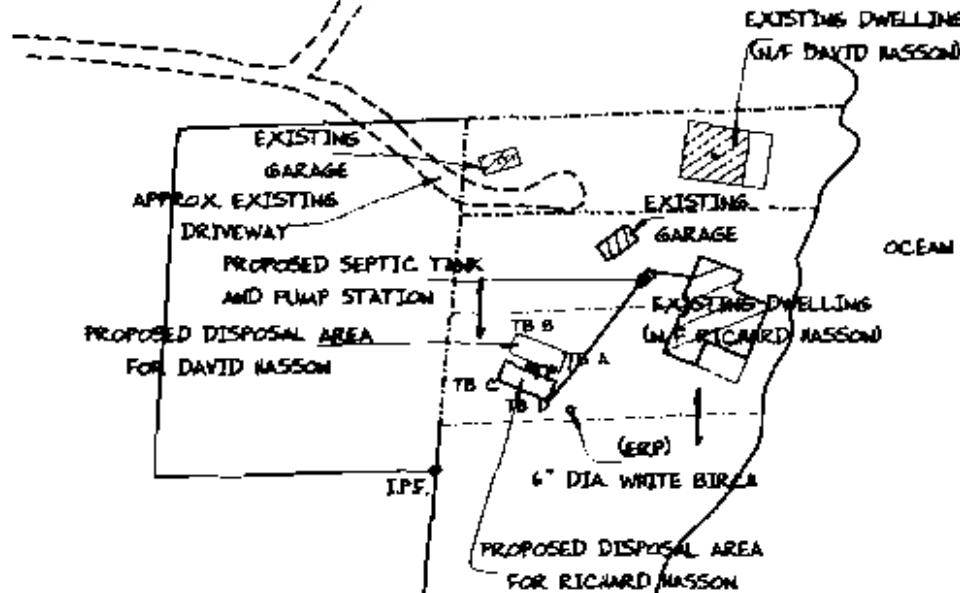 EXISTING DWELLING
(N/F DAVID NASSON)
EXISTING
GARAGE
APPROX. EXISTING
DRIVEWAY
EXISTING
GARAGE
OCEAN
PROPOSED SEPTIC TANK
AND PUMP STATION
EXISTING DWELLING
(N/F RICHARD NASSON)
PROPOSED DISPOSAL AREA
FOR DAVID NASSON
TB B
TB A
TB C
TB D
(ERP)
6" DIA. WHITE BIRCH
I.P.F.
PROPOSED DISPOSAL AREA
FOR RICHARD NASSON